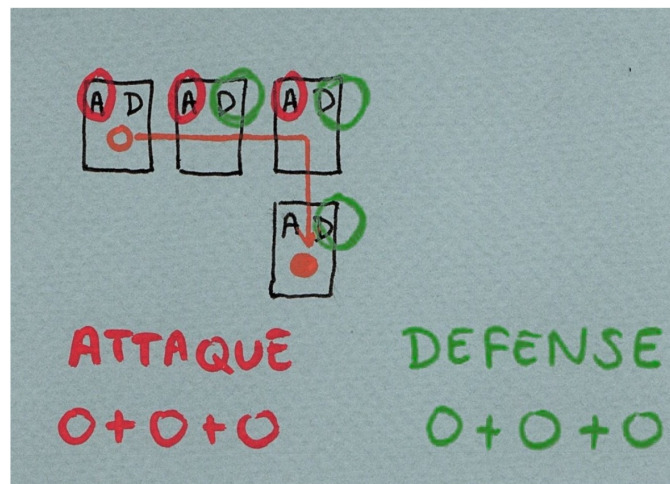 A D A D A D
A D
ATTAQUE DEFENSE
O + O + O O + O + O